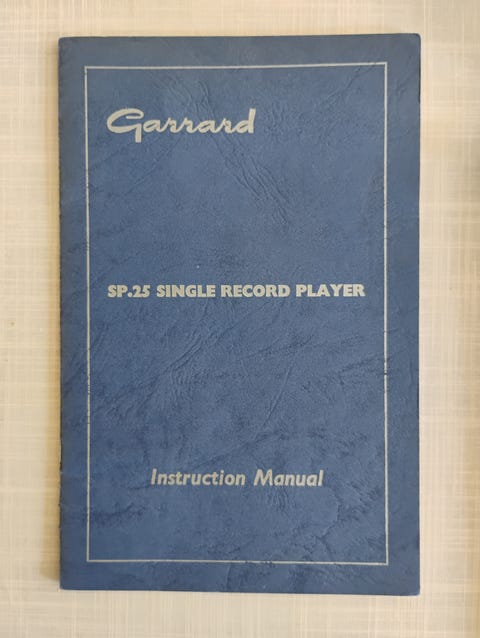 Garrard
SP.25 SINGLE RECORD PLAYER
Instruction Manual